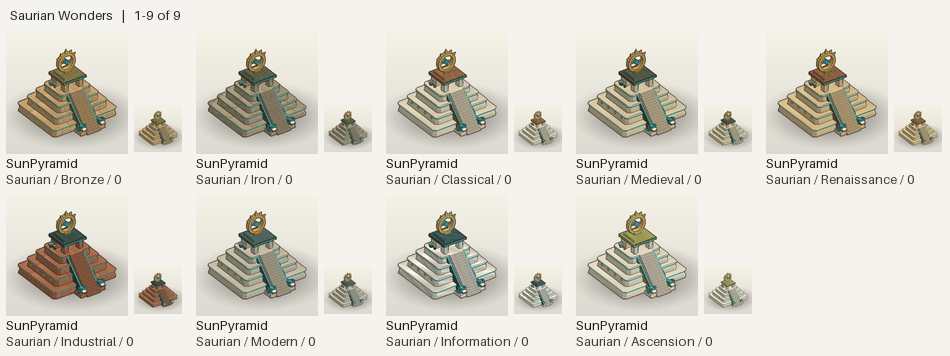 Saurian Wonders | 1-9 of 9
SunPyramid
Saurian / Bronze / 0
SunPyramid
Saurian / Iron / 0
SunPyramid
Saurian / Classical / 0
SunPyramid
Saurian / Medieval / 0
SunPyramid
Saurian / Renaissance / 0
SunPyramid
Saurian / Industrial / 0
SunPyramid
Saurian / Modern / 0
SunPyramid
Saurian / Information / 0
SunPyramid
Saurian / Ascension / 0